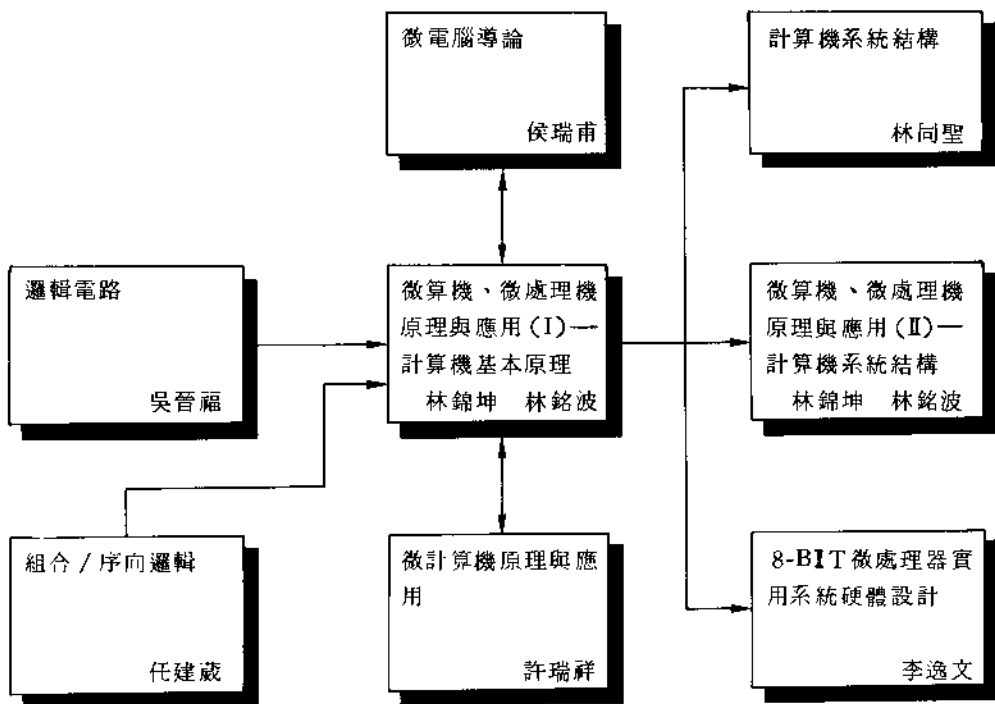 微電腦導論
侯瑞甫
計算機系統結構
林同聖
邏輯電路
吳晉福
微算機、微處理機
原理與應用(I)—
計算機基本原理
林錦坤 林銘波
微算機、微處理機
原理與應用(II)—
計算機系統結構
林錦坤 林銘波
組合/序向邏輯
任建葳
微計算機原理與應
用
許瑞祥
8-BIT微處理器實
用系統硬體設計
李逸文